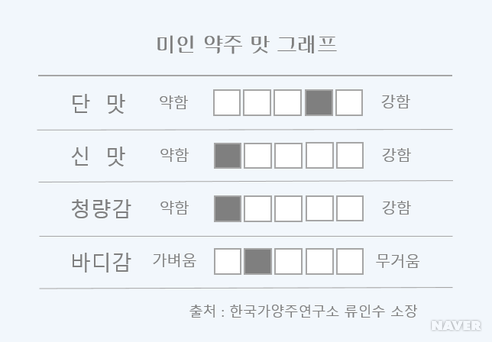 미인 약주 맛 그래프
단 맛 약함 강함
신 맛 약함 강함
청량감 약함 강함
바디감 가벼움 무거움
출처 : 한국가양주연구소 류인수 소장
NAVER